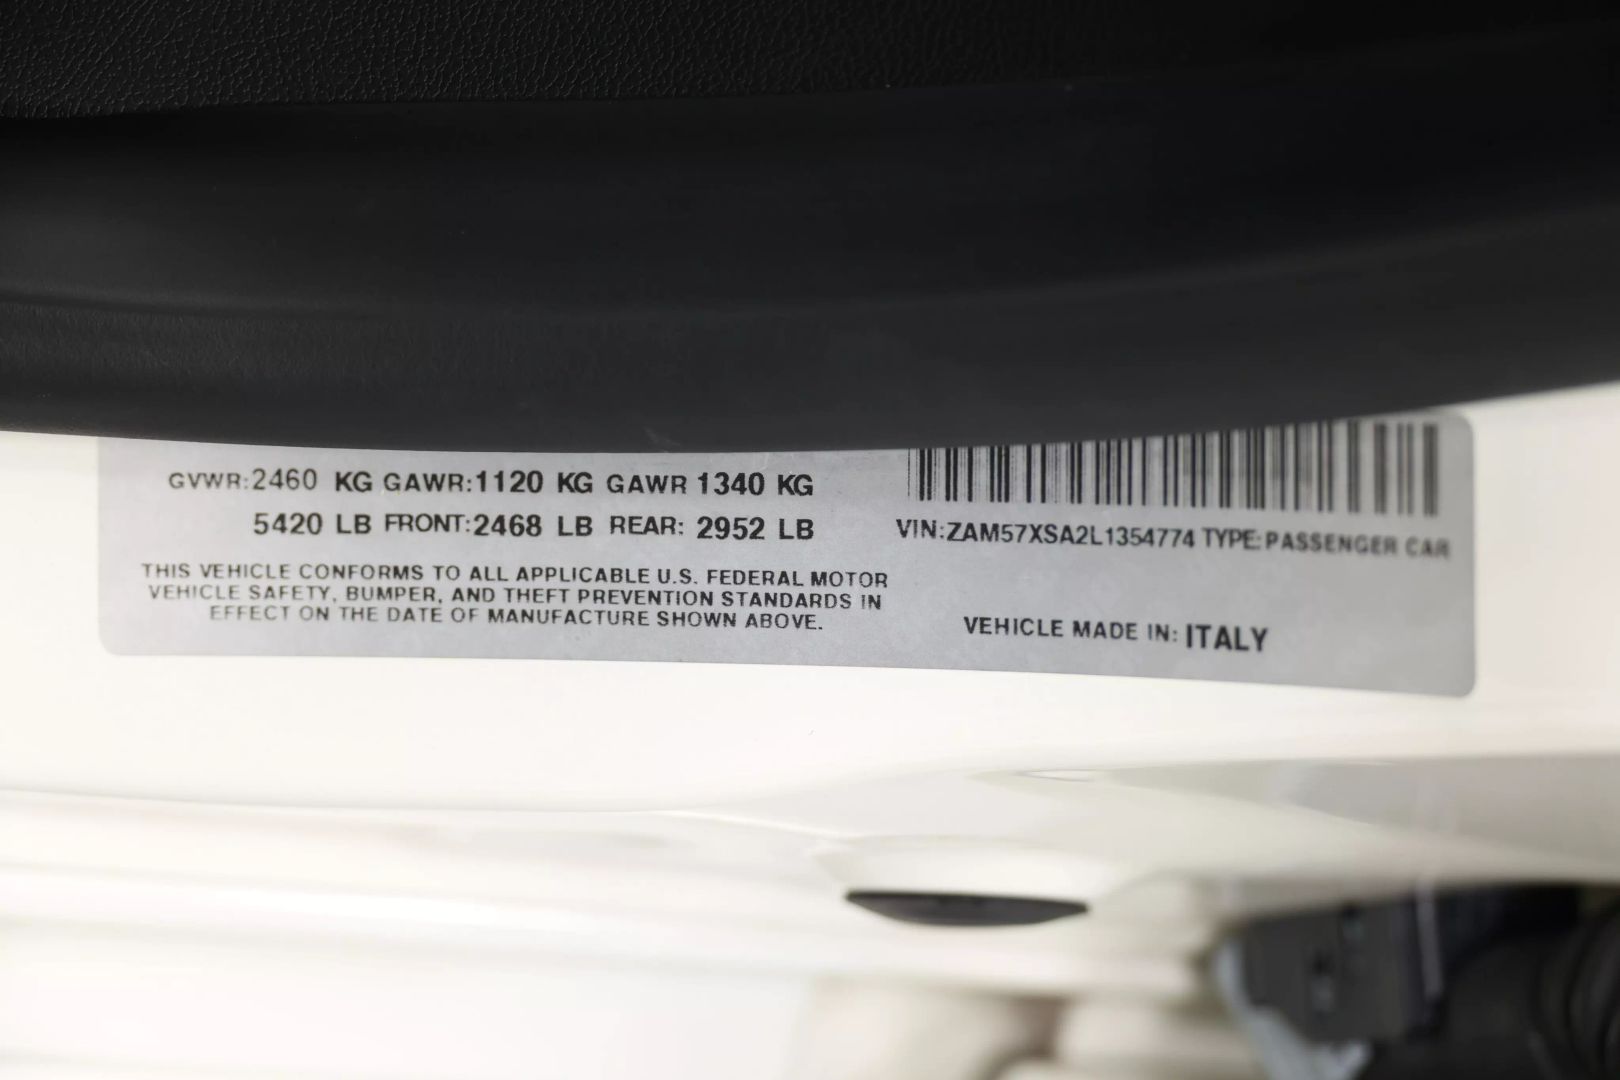 GVWR:2460 KG GAWR:1120 KG GAWR 1340 KG
5420 LB FRONT:2468 LB REAR: 2952 LB
THIS VEHICLE CONFORMS TO ALL APPLICABLE U.S. FEDERAL MOTOR
VEHICLE SAFETY, BUMPER, AND THEFT PREVENTION STANDARDS IN
EFFECT ON THE DATE OF MANUFACTURE SHOWN ABOVE.
VIN:ZAM57XSA2L1354774 TYPE:PASSENGER CAR
VEHICLE MADE IN: ITALY